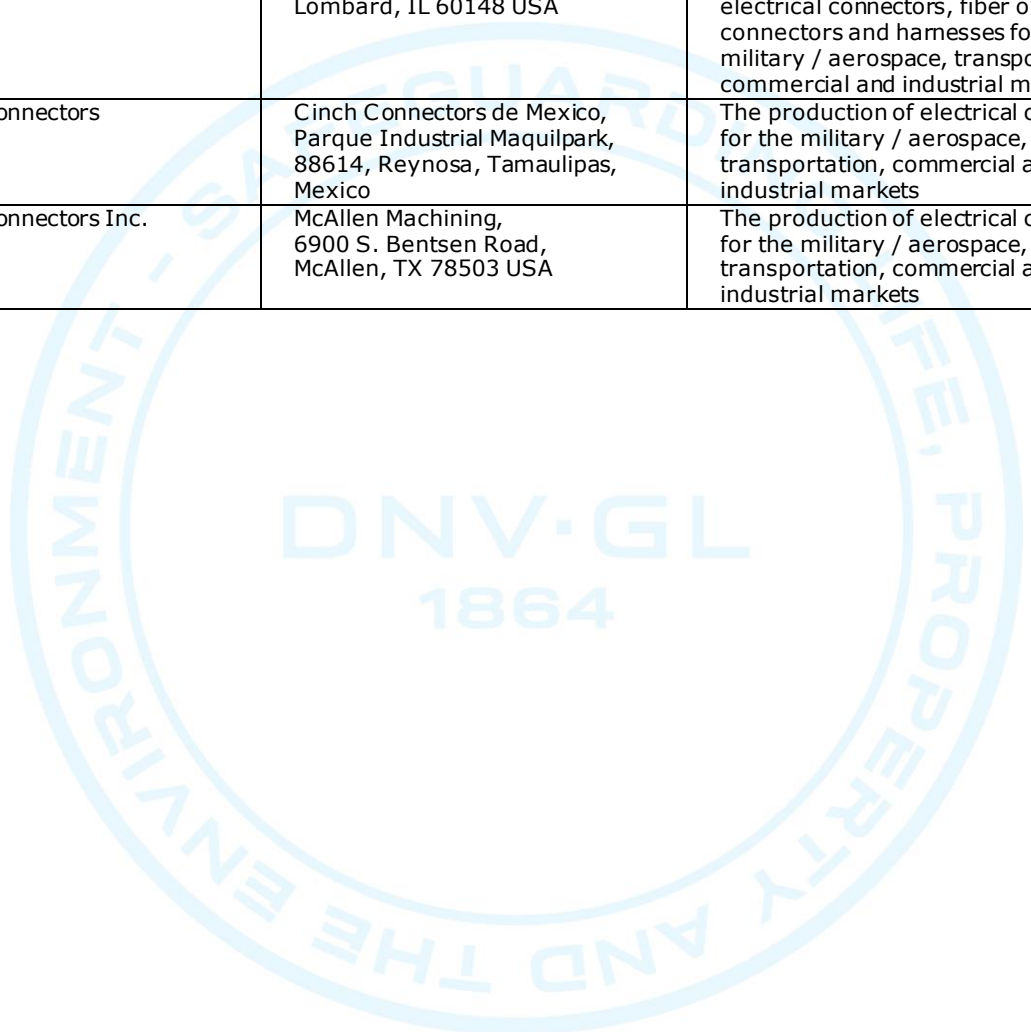 Lombard, IL 60148 USA
electrical connectors, fiber o
connectors and harnesses fo
military / aerospace, transpo
commercial and industrial m
onnectors
Cinch Connectors de Mexico,
Parque Industrial Maquilpark,
88614, Reynosa, Tamaulipas,
Mexico
The production of electrical c
for the military / aerospace,
transportation, commercial a
industrial markets
onnectors Inc.
McAllen Machining,
6900 S. Bentsen Road,
McAllen, TX 78503 USA
The production of electrical c
for the military / aerospace,
transportation, commercial a
industrial markets
SAFEGUARDING LIFE, PROPERTY AND THE ENVIRONMENT -
DNV·GL
1864